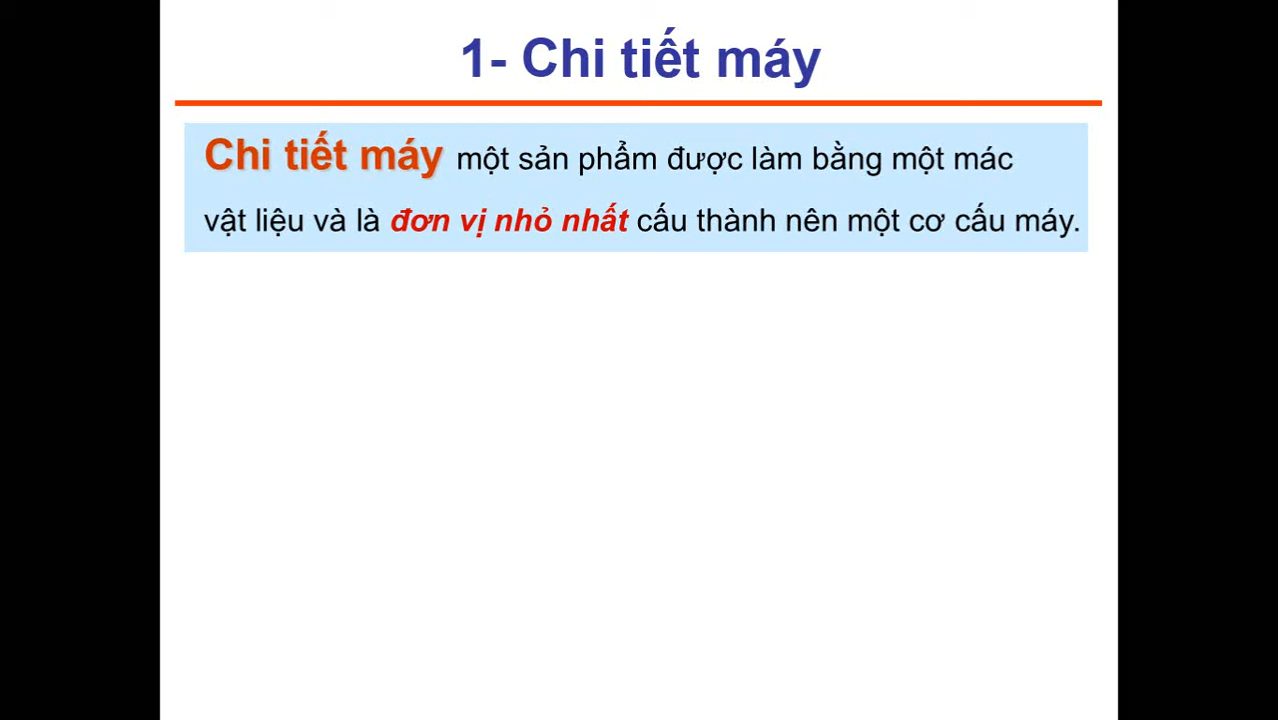 1- Chi tiết máy
Chi tiết máy một sản phẩm được làm bằng một mác
vật liệu và là đơn vị nhỏ nhất cấu thành nên một cơ cấu máy.